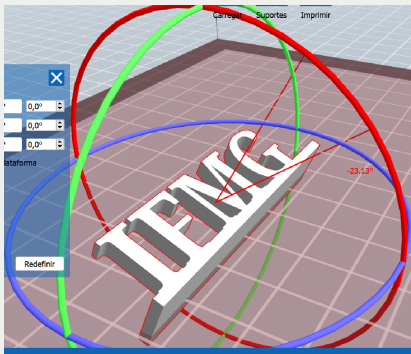 Carregar Suportes Imprimir
0,0°
0,0°
0,0°
lataforma
-23.13°
IFMG
Redefinir